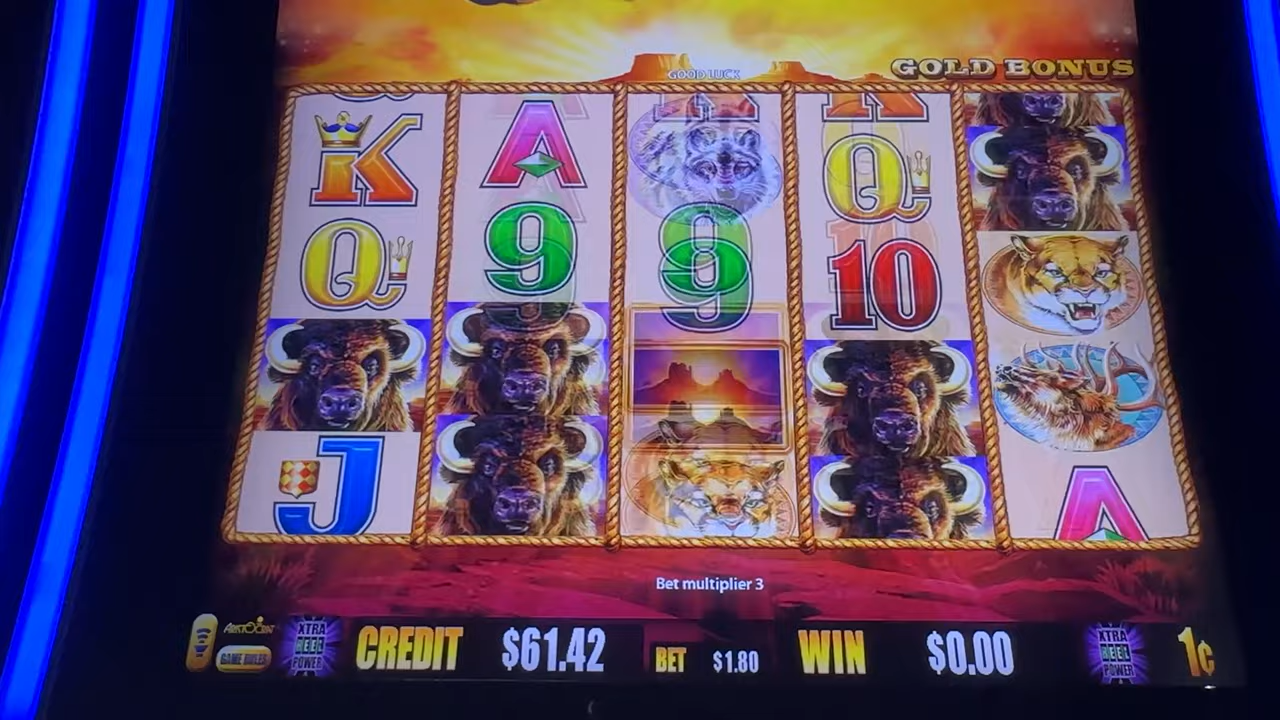 GOOD LUCK
GOLD BONUS
K A Q
Q 9 9 10
J A
Bet multiplier 3
ARISTOCRAT
GAME RULES
XTRA
REEL
POWER
CREDIT $61.42
BET $1.80
WIN $0.00
XTRA
REEL
POWER
1¢